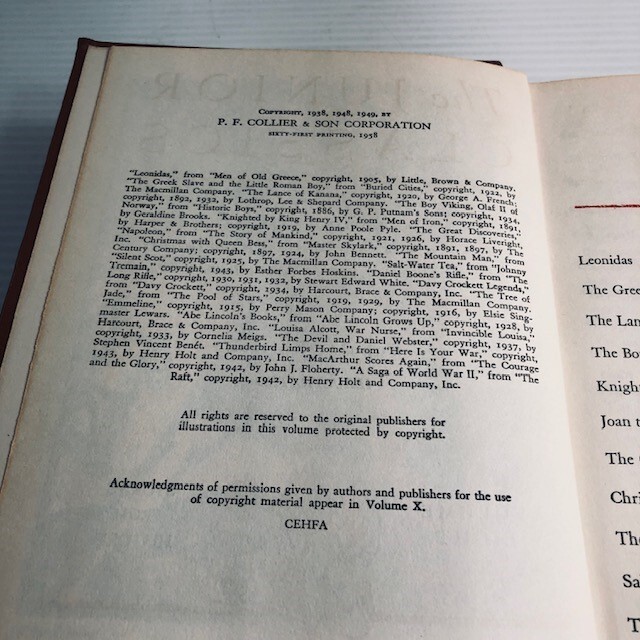 COPYRIGHT, 1938, 1948, 1949, BY
P. F. COLLIER & SON CORPORATION
SIXTY-FIRST PRINTING, 1958
"Leonidas," from "Men of Old Greece," copyright, 1905, by Little, Brown & Company.
"The Greek Slave and the Little Roman Boy," from "Buried Cities," copyright, 1922, by
The Macmillan Company. "The Lance of Kanana," copyright, 1920, by George A. French;
copyright, 1892, 1932, by Lothrop, Lee & Shepard Company. "The Boy Viking, Olaf II of
Norway," from "Historic Boys," copyright, 1886, by G. P. Putnam's Sons; copyright, 1934,
by Geraldine Brooks. "Knighted by King Henry IV," from "Men of Iron," copyright, 1891,
by Harper & Brothers; copyright, 1919, by Anne Poole Pyle. "The Great Discoverer,"
"Napoleon," from "The Story of Mankind," copyright, 1921, 1926, by Horace Liveright,
Inc. "Christmas with Queen Bess," from "Master Skylark," copyright, 1891, 1897, by The
Century Company; copyright, 1897, 1924, by John Bennett. "The Mountain Man," from
"Silent Scot," copyright, 1925, by The Macmillan Company. "Salt-Water Tea," from "Johnny
Tremain," copyright, 1943, by Esther Forbes Hoskins. "Daniel Boone's Rifle," from "The
Long Rifle," copyright, 1930, 1931, 1932, by Stewart Edward White. "Davy Crockett Legends,"
from "Davy Crockett," copyright, 1934, by Harcourt, Brace & Company, Inc. "The Tree of
Jade," from "The Pool of Stars," copyright, 1919, 1929, by The Macmillan Company.
"Emmeline," copyright, 1915, by Perry Mason Company; copyright, 1916, by Elsie Sing-
master Lewars. "Abe Lincoln's Books," from "Abe Lincoln Grows Up," copyright, 1928, by
Harcourt, Brace & Company, Inc. "Louisa Alcott, War Nurse," from "Invincible Louisa,"
copyright, 1933, by Cornelia Meigs. "The Devil and Daniel Webster," copyright, 1937, by
Stephen Vincent Benét. "Thunderbird Limps Home," from "Here Is Your War," copyright,
1943, by Henry Holt and Company, Inc. "MacArthur Scores Again," from "The Courage
and the Glory," copyright, 1942, by John J. Floherty. "A Saga of World War II," from "The
Raft," copyright, 1942, by Henry Holt and Company, Inc.
All rights are reserved to the original publishers for
illustrations in this volume protected by copyright.
Acknowledgments of permissions given by authors and publishers for the use
of copyright material appear in Volume X.
CEHFA
Leonidas
The Gree
The Lan
The Bo
Knigh
Joan t
The
Chri
The
Sa
T